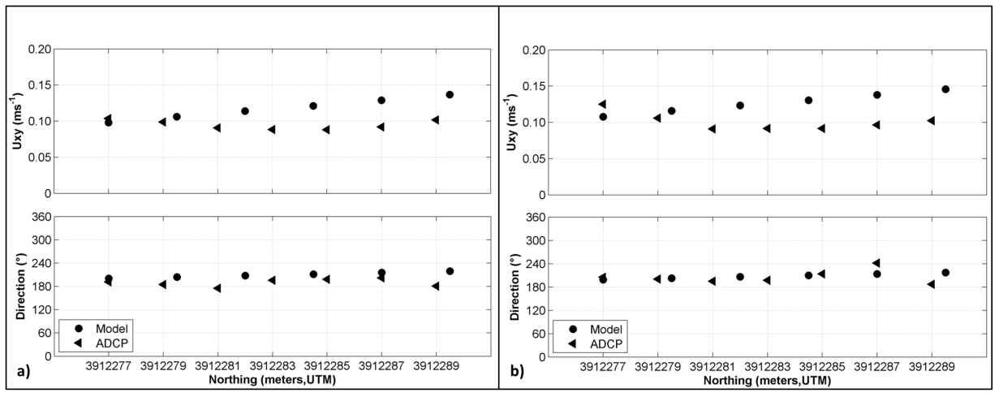 0.20
0.15
0.10
0.05
0
Uxy (ms-1)
360
300
240
180
120
60
0
Direction (°)
Model
ADCP
3912277 3912279 3912281 3912283 3912285 3912287 3912289
Northing (meters,UTM)
a)
0.20
0.15
0.10
0.05
0
Uxy (ms-1)
360
300
240
180
120
60
0
Direction (°)
Model
ADCP
3912277 3912279 3912281 3912283 3912285 3912287 3912289
Northing (meters,UTM)
b)